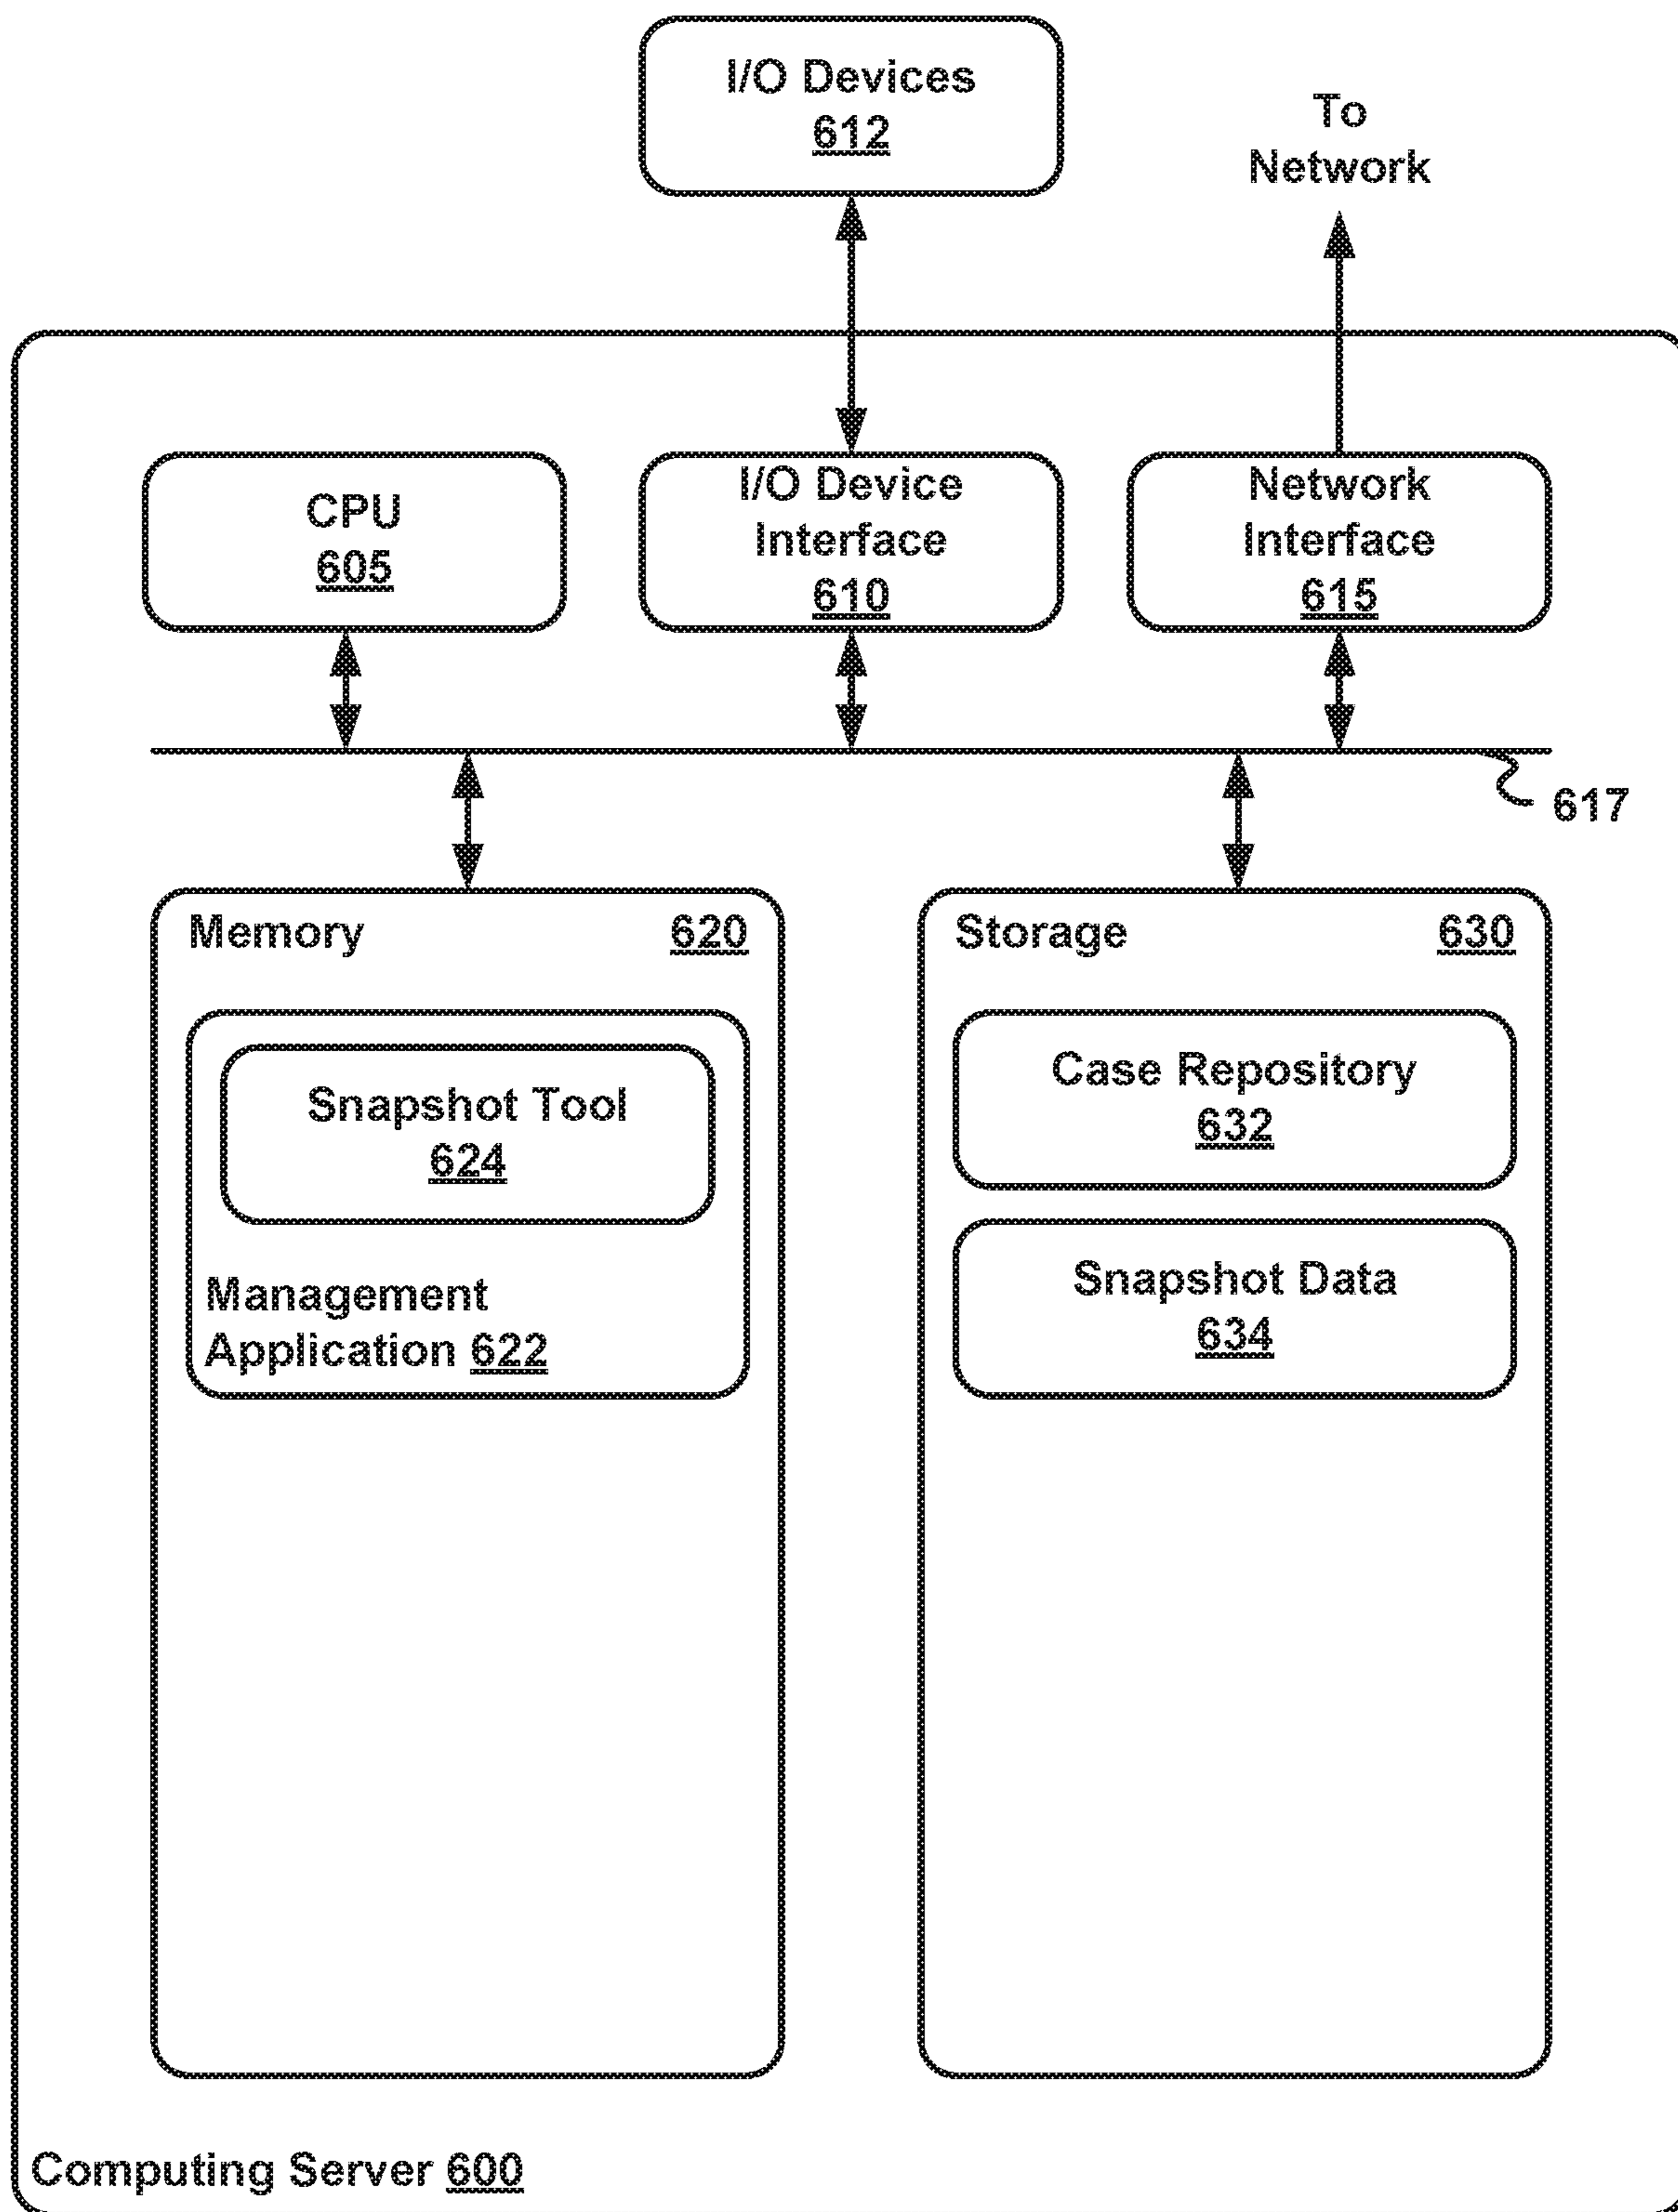 I/O Devices
612
To
Network
CPU
605
I/O Device
Interface
610
Network
Interface
615
617
Memory 620
Snapshot Tool
624
Management
Application 622
Storage 630
Case Repository
632
Snapshot Data
634
Computing Server 600